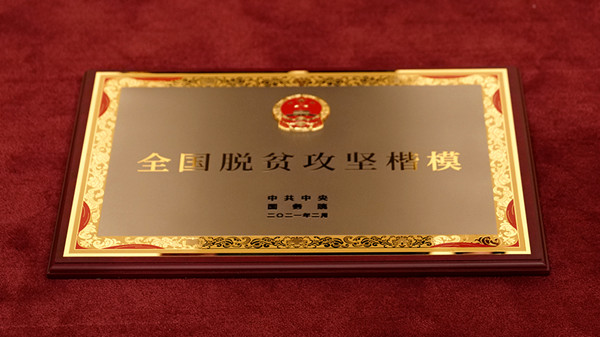 全国脱贫攻坚楷模
中共中央
国务院
二〇二一年二月